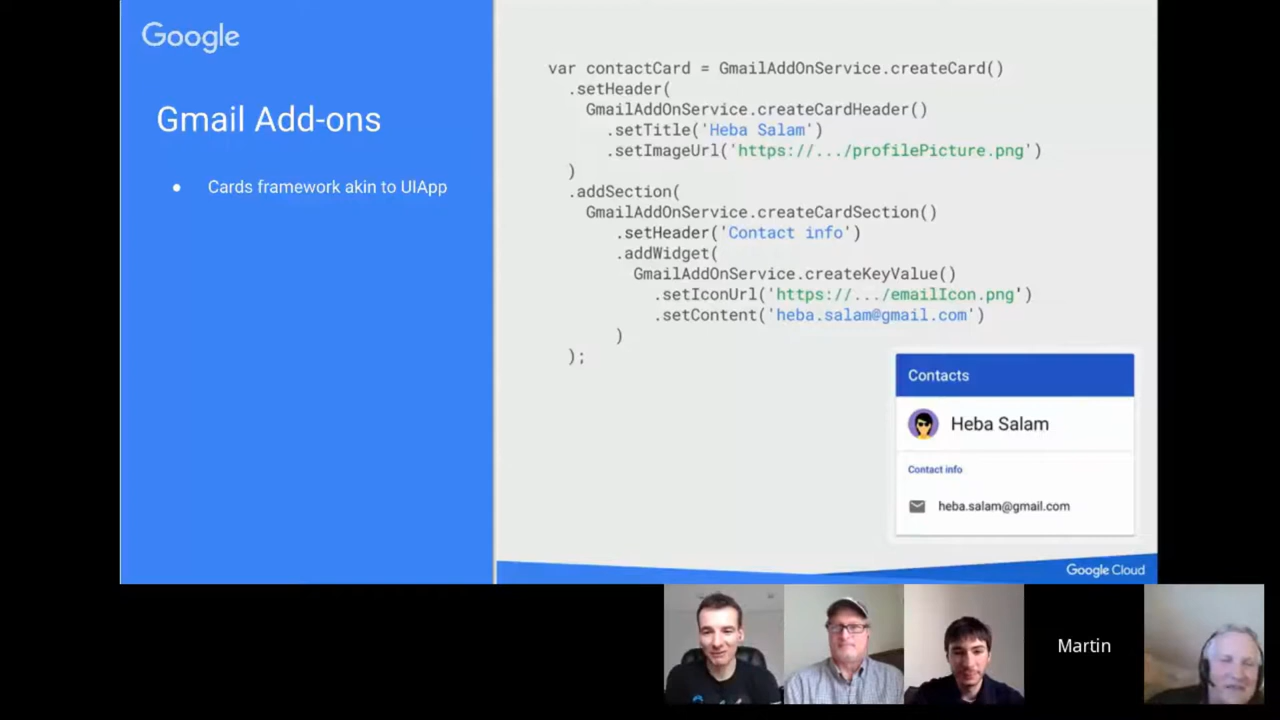 Google
Gmail Add-ons
● Cards framework akin to UIApp
var contactCard = GmailAddOnService.createCard()
.setHeader(
GmailAddOnService.createCardHeader()
.setTitle('Heba Salam')
.setImageUrl('https://.../profilePicture.png')
)
.addSection(
GmailAddOnService.createCardSection()
.setHeader('Contact info')
.addWidget(
GmailAddOnService.createKeyValue()
.setIconUrl('https://.../emailIcon.png')
.setContent('heba.salam@gmail.com')
)
);
Contacts
Heba Salam
Contact info
heba.salam@gmail.com
Google Cloud
Martin